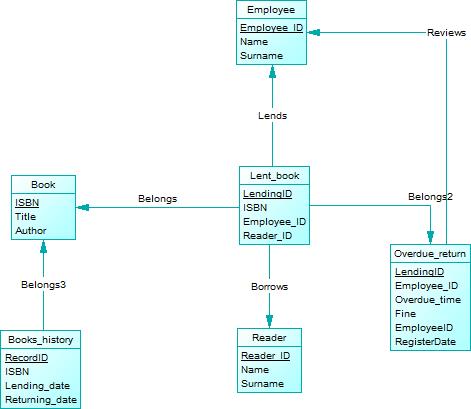 Employee
Employee_ID
Name
Surname
Reviews
Lends
Book
ISBN
Title
Author
Belongs
Lent_book
LendingID
ISBN
Employee_ID
Reader_ID
Belongs2
Overdue_return
LendingID
Employee_ID
Overdue_time
Fine
EmployeeID
RegisterDate
Belongs3
Borrows
Books_history
RecordID
ISBN
Lending_date
Returning_date
Reader
Reader_ID
Name
Surname